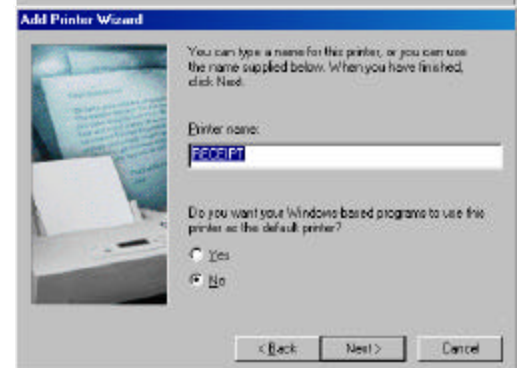 Add Printer Wizard
You can type a name for this printer, or you can use
the name supplied below. When you have finished,
click Next.
Printer name:
RECEIPT
Do you want your Windows-based programs to use this
printer as the default printer?
Yes
No
< Back
Next >
Cancel